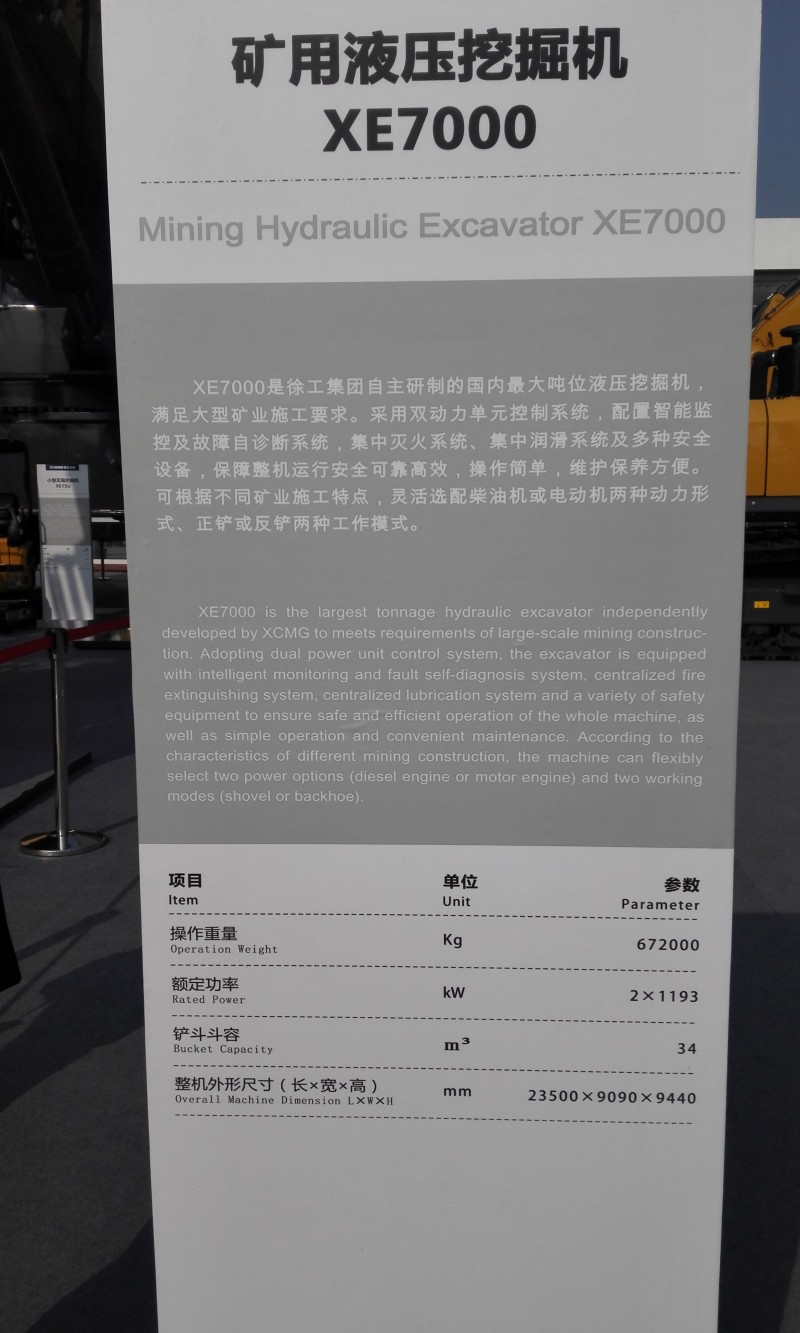 矿用液压挖掘机
XE7000
Mining Hydraulic Excavator XE7000
XE7000是徐工集团自主研制的国内最大吨位液压挖掘机，
满足大型矿业施工要求。采用双动力单元控制系统，配置智能监
控及故障自诊断系统，集中灭火系统、集中润滑系统及多种安全
设备，保障整机运行安全可靠高效，操作简单，维护保养方便。
可根据不同矿业施工特点，灵活选配柴油机或电动机两种动力形
式、正铲或反铲两种工作模式。
XE7000 is the largest tonnage hydraulic excavator independently
developed by XCMG to meets requirements of large-scale mining construc-
tion. Adopting dual power unit control system, the excavator is equipped
with intelligent monitoring and fault self-diagnosis system, centralized fire
extinguishing system, centralized lubrication system and a variety of safety
equipment to ensure safe and efficient operation of the whole machine, as
well as simple operation and convenient maintenance. According to the
characteristics of different mining construction, the machine can flexibly
select two power options (diesel engine or motor engine) and two working
modes (shovel or backhoe).
项目 单位 参数
Item Unit Parameter
操作重量 Kg 672000
Operation Weight
额定功率 kW 2×1193
Rated Power
铲斗斗容 m³ 34
Bucket Capacity
整机外形尺寸（长×宽×高） mm 23500×9090×9440
Overall Machine Dimension L×W×H